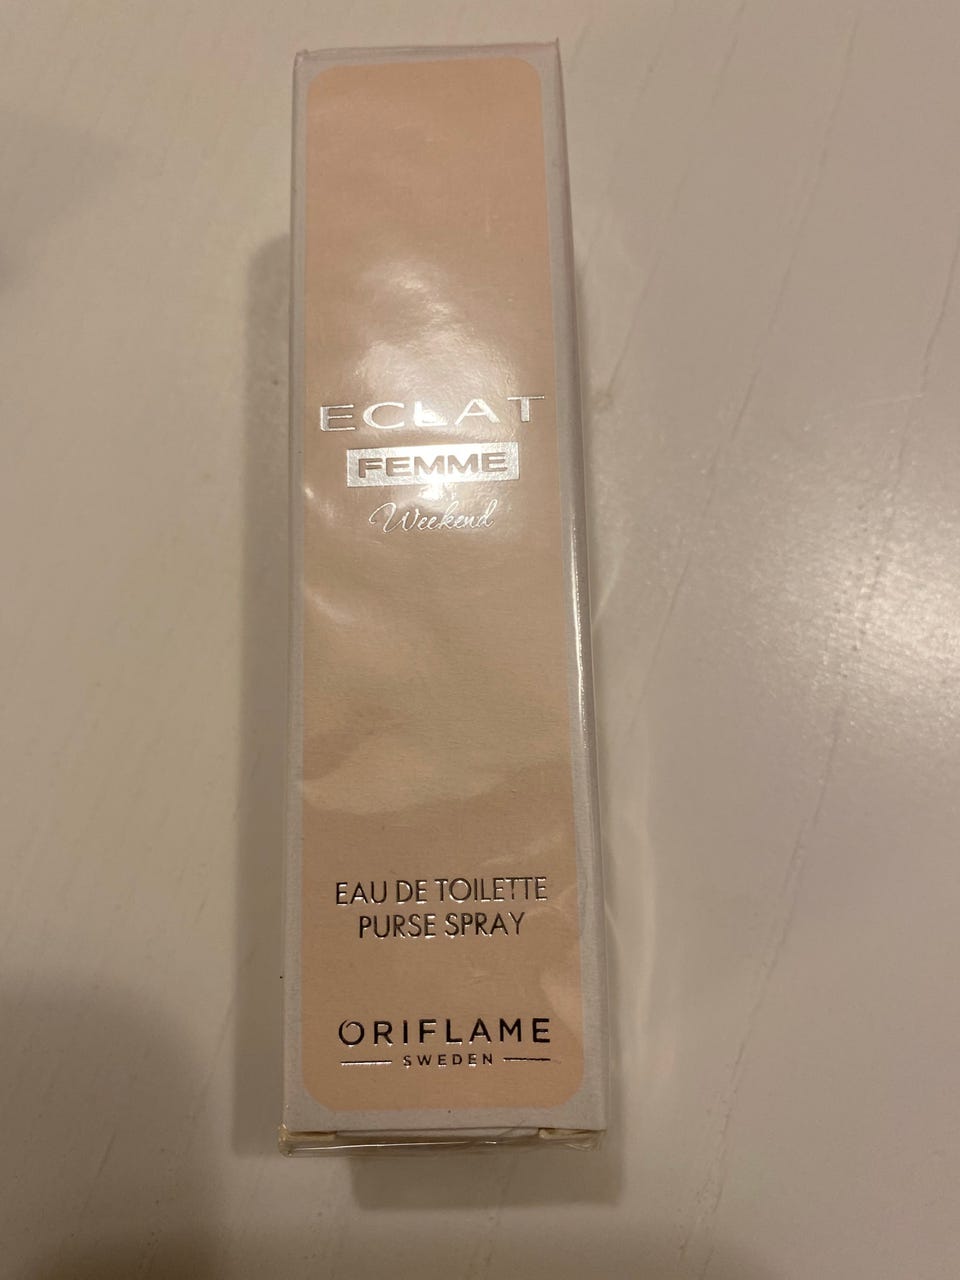 ECLAT
FEMME
Weekend
EAU DE TOILETTE
PURSE SPRAY
ORIFLAME
SWEDEN